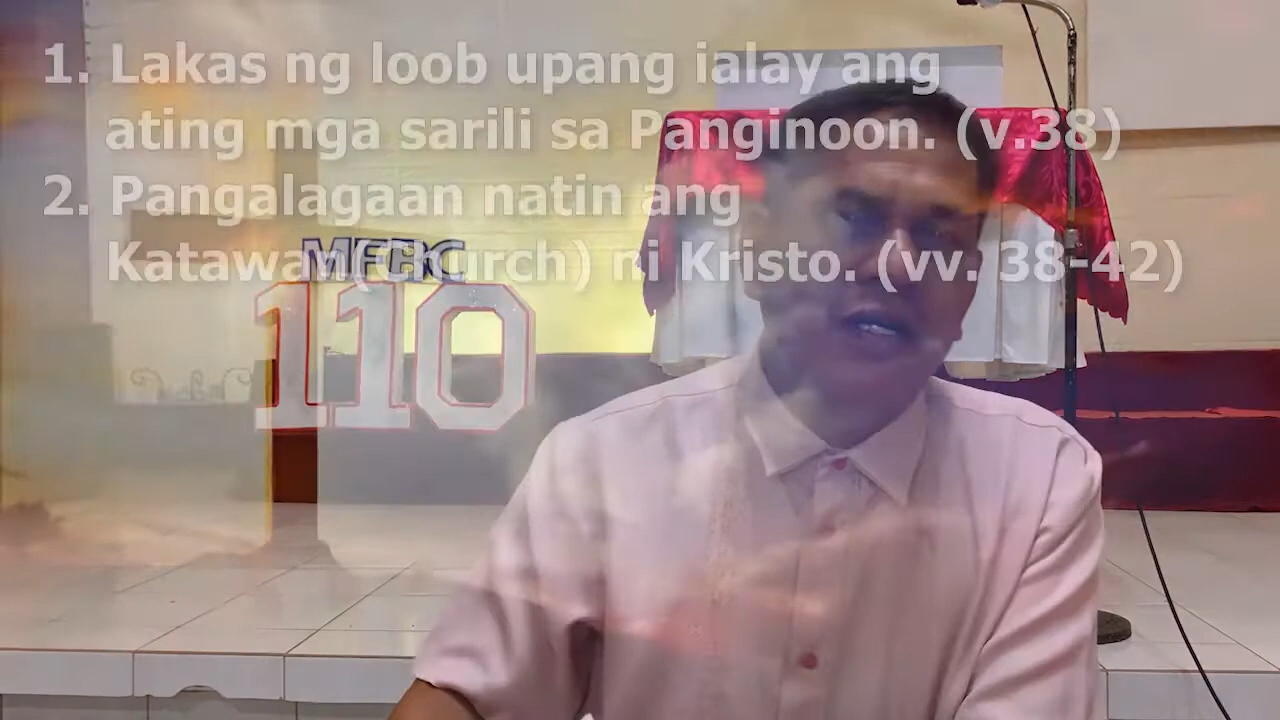 1. Lakas ng loob upang ialay ang
ating mga sarili sa Panginoon. (v.38)
2. Pangalagaan natin ang
Katawan (Church) ni Kristo. (vv. 38-42)
MFBC
110